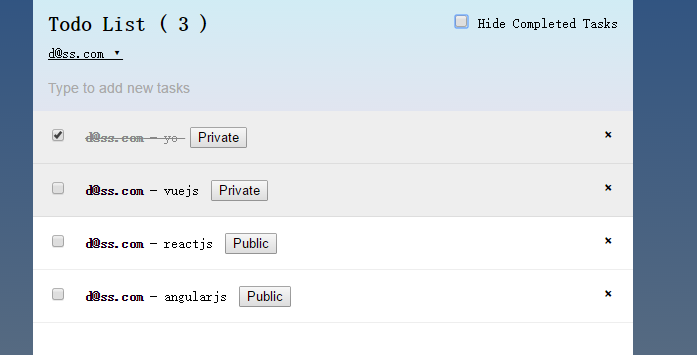 Todo List ( 3 )
Hide Completed Tasks
d@ss.com ▾
Type to add new tasks
d@ss.com - yo Private ×
d@ss.com - vuejs Private ×
d@ss.com - reactjs Public ×
d@ss.com - angularjs Public ×